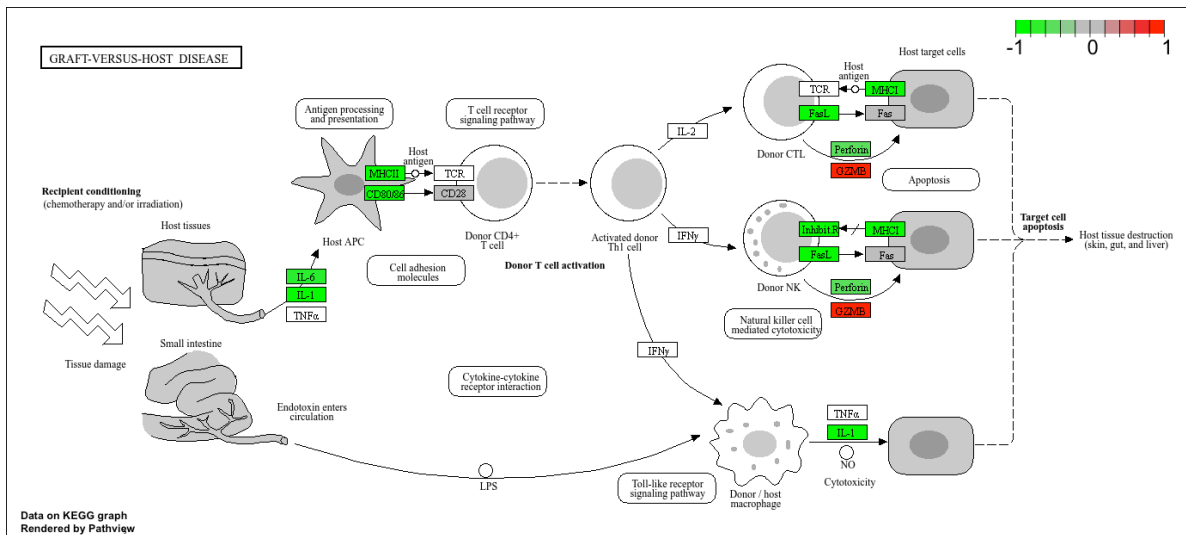 GRAFT-VERSUS-HOST DISEASE
-1 0 1
Host target cells
Antigen processing
and presentation
T cell receptor
signaling pathway
Host
antigen
MHCII
TCR
CD80/86
CD28
Host APC
Donor CD4+
T cell
Cell adhesion
molecules
Recipient conditioning
(chemotherapy and/or irradiation)
Host tissues
IL-6
IL-1
TNFα
Tissue damage
Small intestine
Endotoxin enters
circulation
LPS
Donor T cell activation
Activated donor
Th1 cell
IL-2
IFNγ
IFNγ
TCR
Host
antigen
MHCI
FasL
Fas
Donor CTL
Perforin
GZMB
Apoptosis
Inhibit R
MHCI
FasL
Fas
Donor NK
Perforin
GZMB
Natural killer cell
mediated cytotoxicity
Target cell
apoptosis
Host tissue destruction
(skin, gut, and liver)
Cytokine-cytokine
receptor interaction
Toll-like receptor
signaling pathway
Donor / host
macrophage
TNFα
IL-1
NO
Cytotoxicity
Data on KEGG graph
Rendered by Pathview